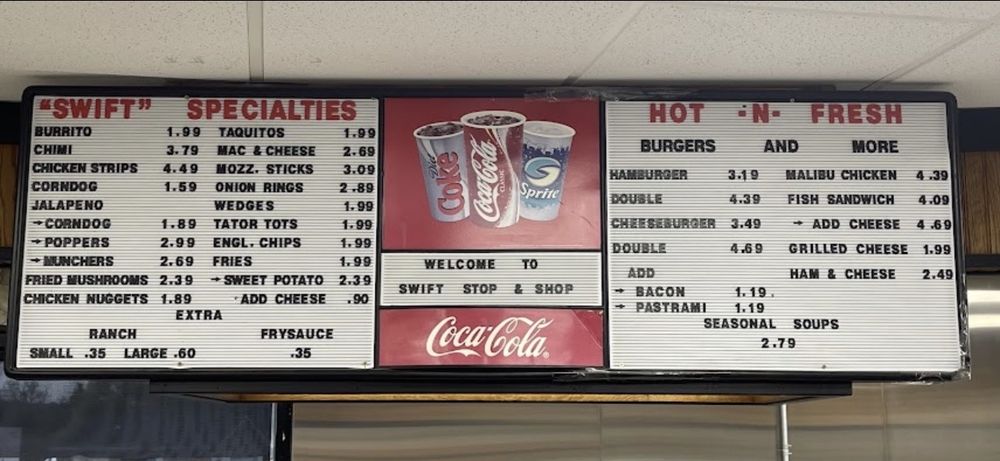 "SWIFT" SPECIALTIES
BURRITO 1.99 TAQUITOS 1.99
CHIMI 3.79 MAC & CHEESE 2.69
CHICKEN STRIPS 4.49 MOZZ. STICKS 3.09
CORNDOG 1.59 ONION RINGS 2.89
JALAPENO WEDGES 1.99
→CORNDOG 1.89 TATOR TOTS 1.99
→POPPERS 2.99 ENGL. CHIPS 1.99
→MUNCHERS 2.69 FRIES 1.99
FRIED MUSHROOMS 2.39 →SWEET POTATO 2.39
CHICKEN NUGGETS 1.89 ADD CHEESE .90
EXTRA
RANCH FRYSAUCE
SMALL .35 LARGE .60 .35
Diet Coke
Coca-Cola
CLASSIC
Sprite
WELCOME TO
SWIFT STOP & SHOP
Coca-Cola®
HOT -N- FRESH
BURGERS AND MORE
HAMBURGER 3.19 MALIBU CHICKEN 4.39
DOUBLE 4.39 FISH SANDWICH 4.09
CHEESEBURGER 3.49 → ADD CHEESE 4.69
DOUBLE 4.69 GRILLED CHEESE 1.99
ADD HAM & CHEESE 2.49
→ BACON 1.19.
→ PASTRAMI 1.19
SEASONAL SOUPS
2.79